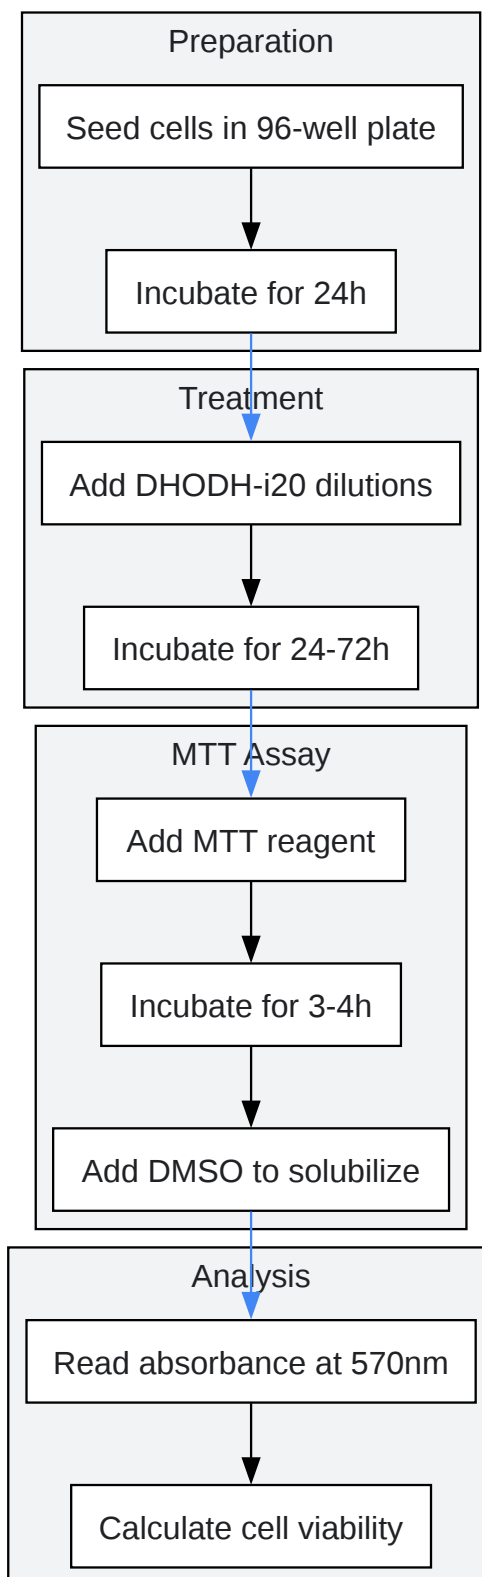 Preparation
Seed cells in 96-well plate
Incubate for 24h
Treatment
Add DHODH-i20 dilutions
Incubate for 24-72h
MTT Assay
Add MTT reagent
Incubate for 3-4h
Add DMSO to solubilize
Analysis
Read absorbance at 570nm
Calculate cell viability